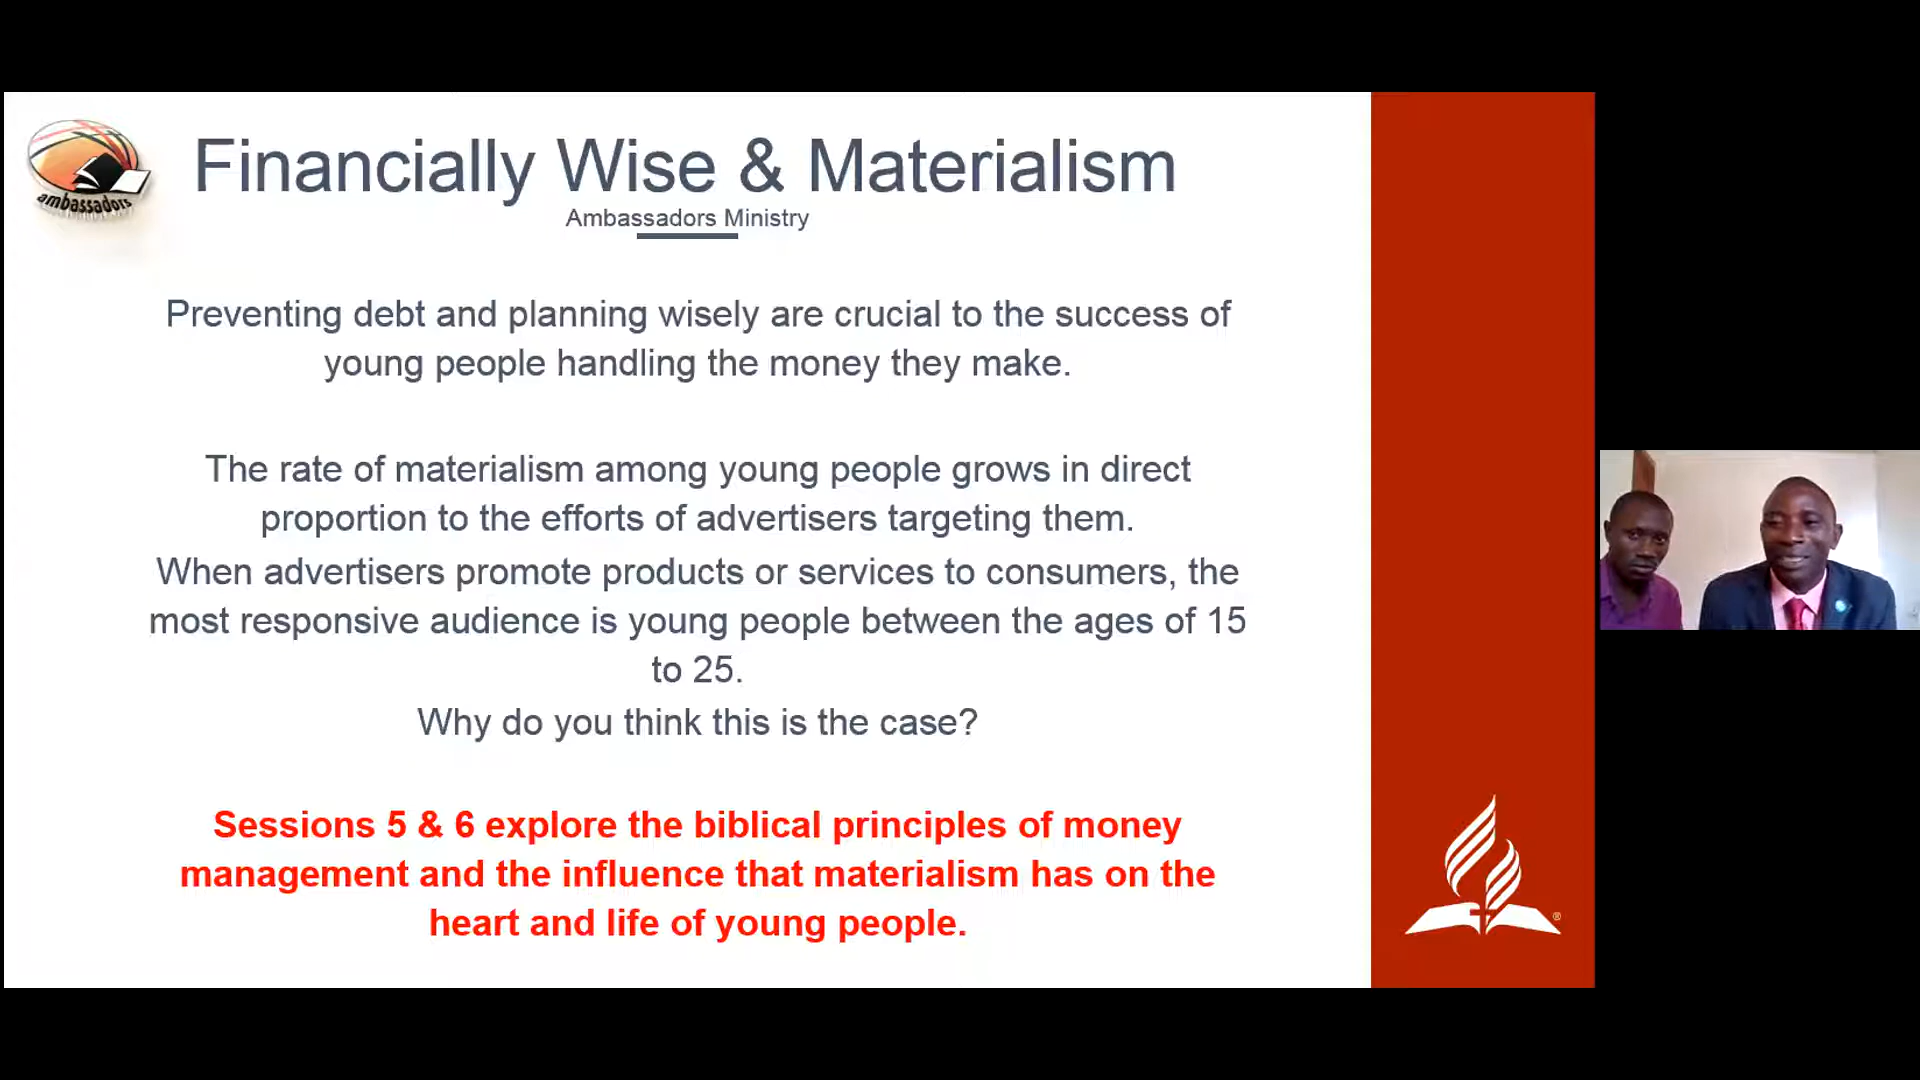 ambassadors
Financially Wise & Materialism
Ambassadors Ministry
Preventing debt and planning wisely are crucial to the success of
young people handling the money they make.
The rate of materialism among young people grows in direct
proportion to the efforts of advertisers targeting them.
When advertisers promote products or services to consumers, the
most responsive audience is young people between the ages of 15
to 25.
Why do you think this is the case?
Sessions 5 & 6 explore the biblical principles of money
management and the influence that materialism has on the
heart and life of young people.
®